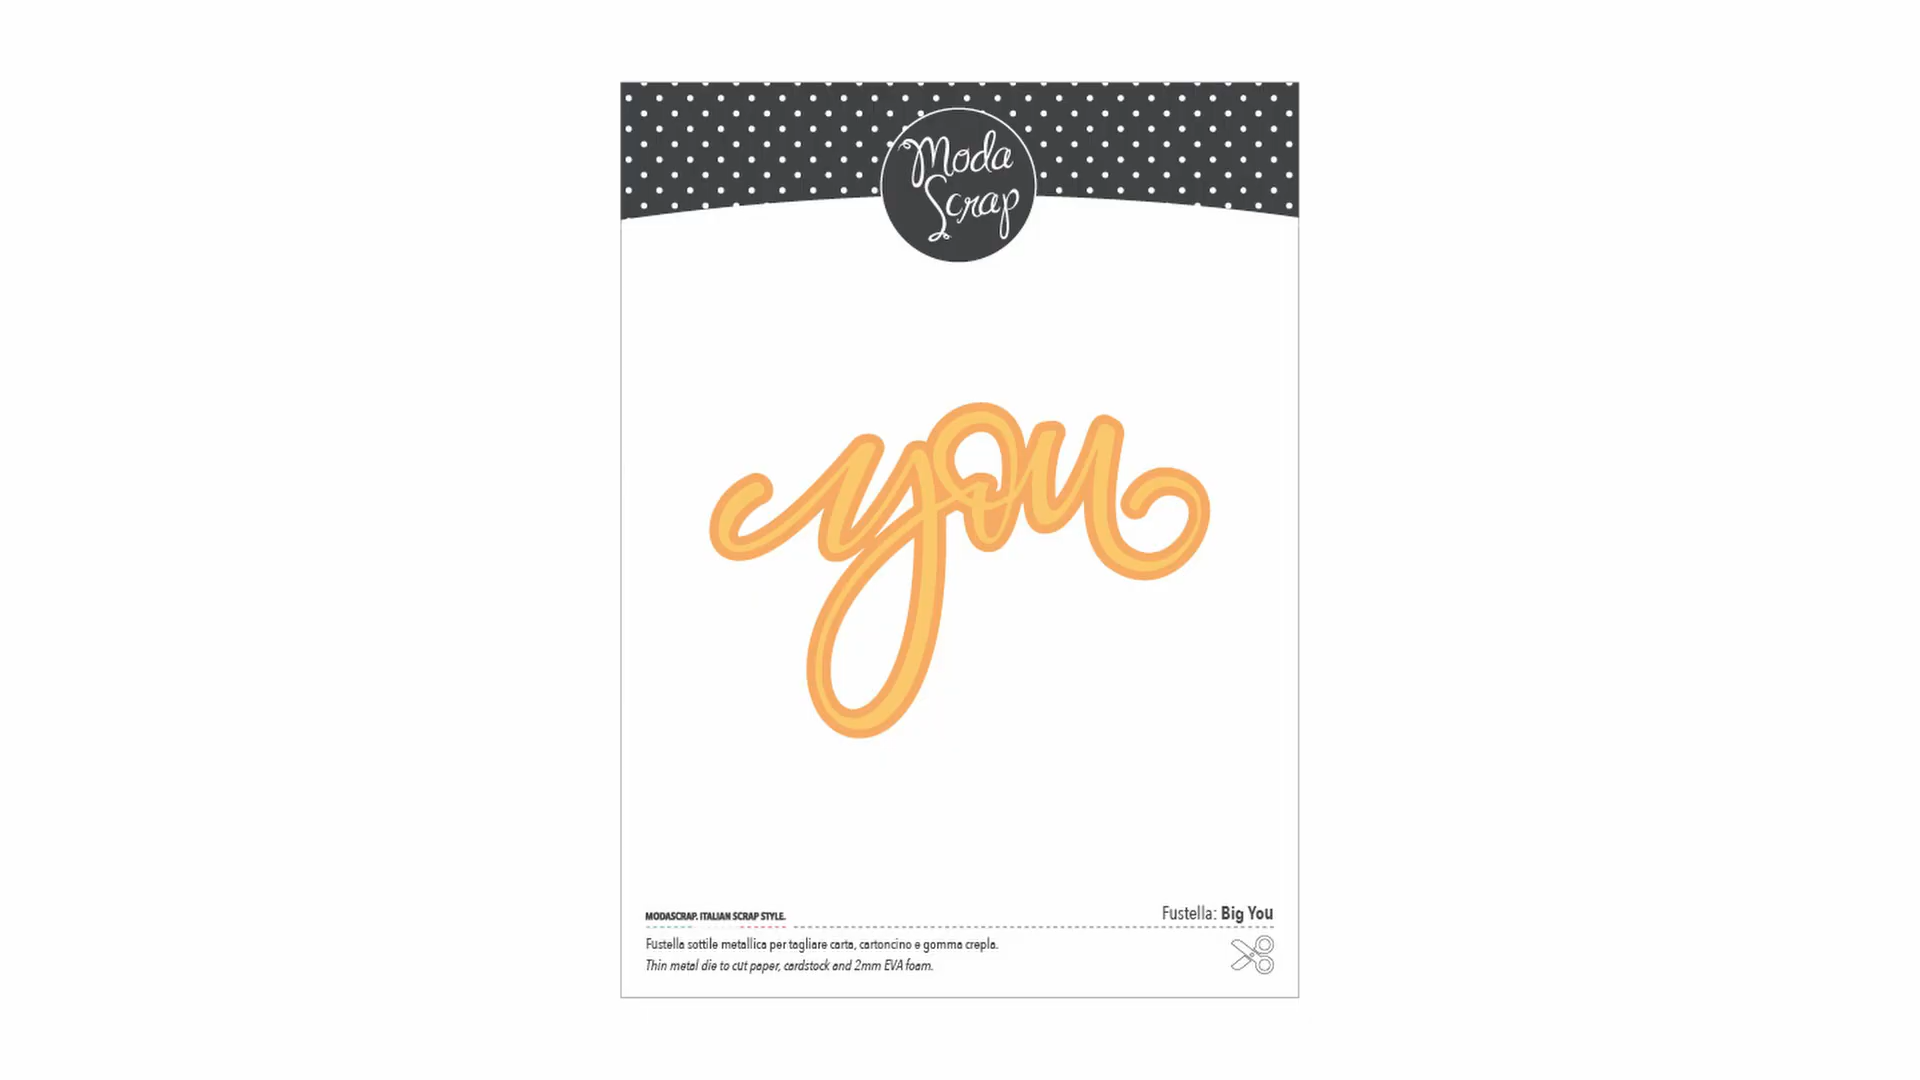 Moda
Scrap
you
MODASCRAP. ITALIAN SCRAP STYLE.
Fustella: Big You
Fustella sottile metallica per tagliare carta, cartoncino e gomma crepla.
Thin metal die to cut paper, cardstock and 2mm EVA foam.